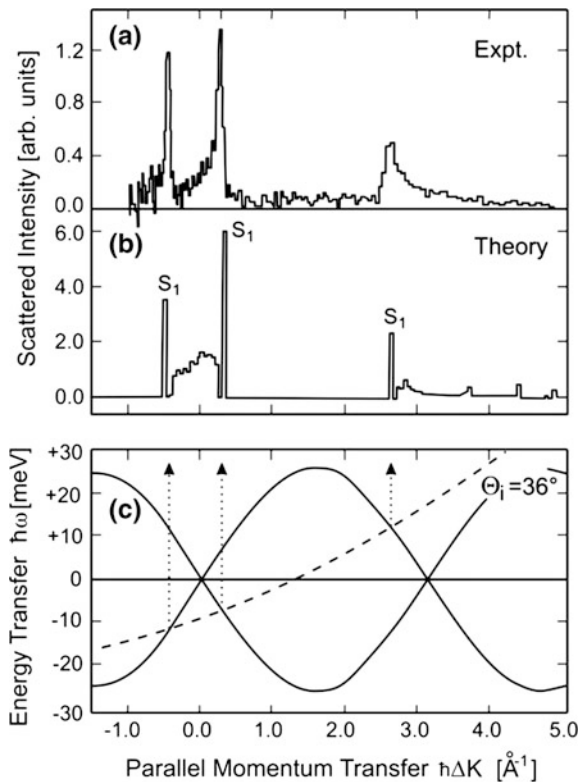 (a)
Expt.
1.2
0.8
0.4
0.0
Scattered Intensity [arb. units]
(b)
Theory
6.0
4.0
2.0
0.0
S₁
S₁
S₁
(c)
Θᵢ=36°
+30
+20
+10
0
-10
-20
-30
Energy Transfer ħω[meV]
-1.0 0.0 1.0 2.0 3.0 4.0 5.0
Parallel Momentum Transfer ħΔK [Å⁻¹]